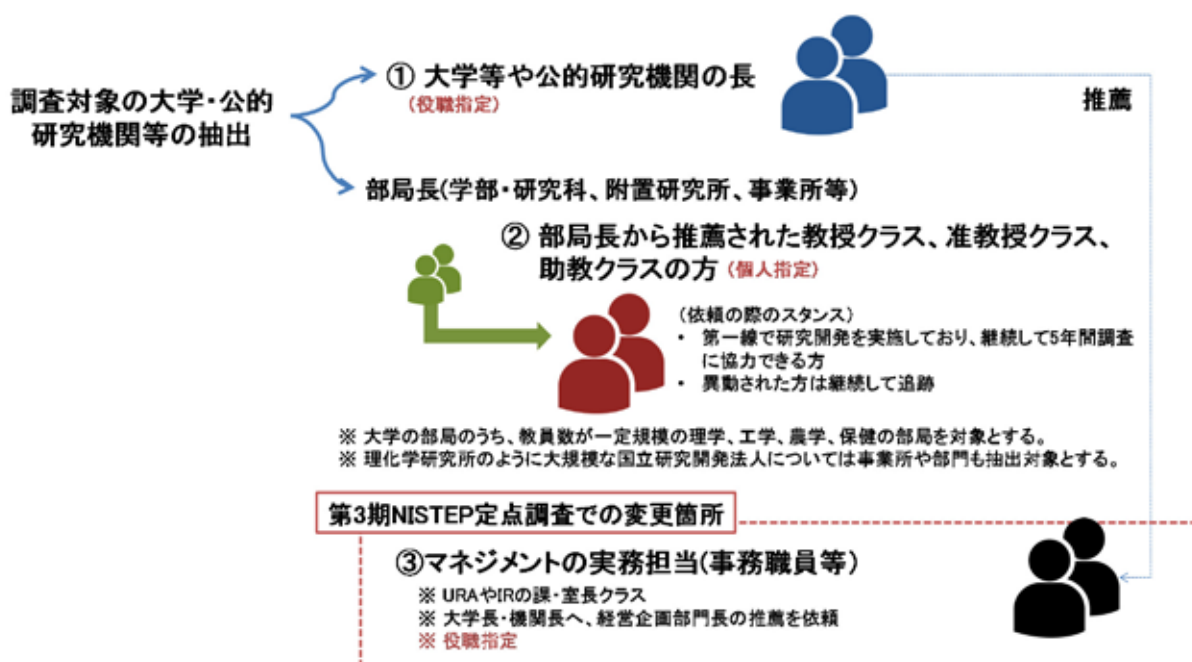 ① 大学等や公的研究機関の長
(役職指定)
調査対象の大学・公的
研究機関等の抽出
推薦
部局長(学部・研究科、附置研究所、事業所等)
② 部局長から推薦された教授クラス、准教授クラス、
助教クラスの方 (個人指定)
(依頼の際のスタンス)
• 第一線で研究開発を実施しており、継続して5年間調査
に協力できる方
• 異動された方は継続して追跡
※ 大学の部局のうち、教員数が一定規模の理学、工学、農学、保健の部局を対象とする。
※ 理化学研究所のように大規模な国立研究開発法人については事業所や部門も抽出対象とする。
第3期NISTEP定点調査での変更箇所
③マネジメントの実務担当(事務職員等)
※ URAやIRの課・室長クラス
※ 大学長・機関長へ、経営企画部門長の推薦を依頼
※ 役職指定